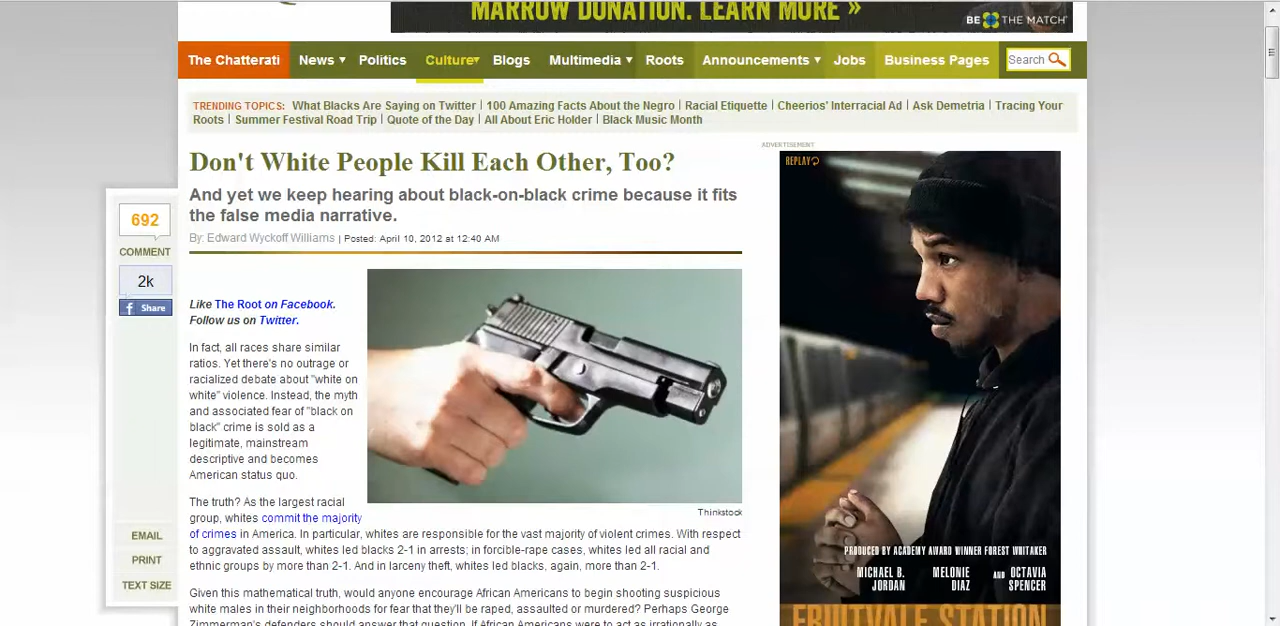 MARROW DONATION. LEARN MORE »
BE THE MATCH®
The Chatterati News Politics Culture Blogs Multimedia Roots Announcements Jobs Business Pages Search
TRENDING TOPICS: What Blacks Are Saying on Twitter | 100 Amazing Facts About the Negro | Racial Etiquette | Cheerios' Interracial Ad | Ask Demetria | Tracing Your
Roots | Summer Festival Road Trip | Quote of the Day | All About Eric Holder | Black Music Month
ADVERTISEMENT
Don't White People Kill Each Other, Too?
And yet we keep hearing about black-on-black crime because it fits
the false media narrative.
By: Edward Wyckoff Williams | Posted: April 10, 2012 at 12:40 AM
692
COMMENT
2k
Share
Like The Root on Facebook.
Follow us on Twitter.
In fact, all races share similar
ratios. Yet there's no outrage or
racialized debate about "white on
white" violence. Instead, the myth
and associated fear of "black on
black" crime is sold as a
legitimate, mainstream
descriptive and becomes
American status quo.
Thinkstock
The truth? As the largest racial
group, whites commit the majority
of crimes in America. In particular, whites are responsible for the vast majority of violent crimes. With respect
to aggravated assault, whites led blacks 2-1 in arrests; in forcible-rape cases, whites led all racial and
ethnic groups by more than 2-1. And in larceny theft, whites led blacks, again, more than 2-1.
Given this mathematical truth, would anyone encourage African Americans to begin shooting suspicious
white males in their neighborhoods for fear that they'll be raped, assaulted or murdered? Perhaps George
Zimmerman's defenders should answer that question. If African Americans were to act as irrationally as
EMAIL
PRINT
TEXT SIZE
REPLAY
PRODUCED BY ACADEMY AWARD WINNER FOREST WHITAKER
MICHAEL B. JORDAN
MELONIE DIAZ
AND OCTAVIA SPENCER
FRUITVALE STATION